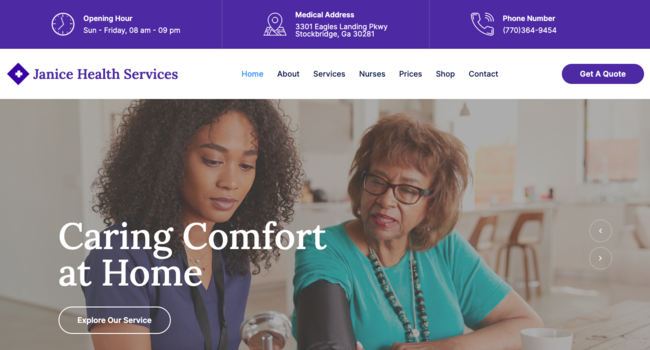 Opening Hour
Sun - Friday, 08 am - 09 pm
Medical Address
3301 Eagles Landing Pkwy
Stockbridge, Ga 30281
Phone Number
(770)364-9454
Janice Health Services
Home
About
Services
Nurses
Prices
Shop
Contact
Get A Quote
Caring Comfort
at Home
Explore Our Service